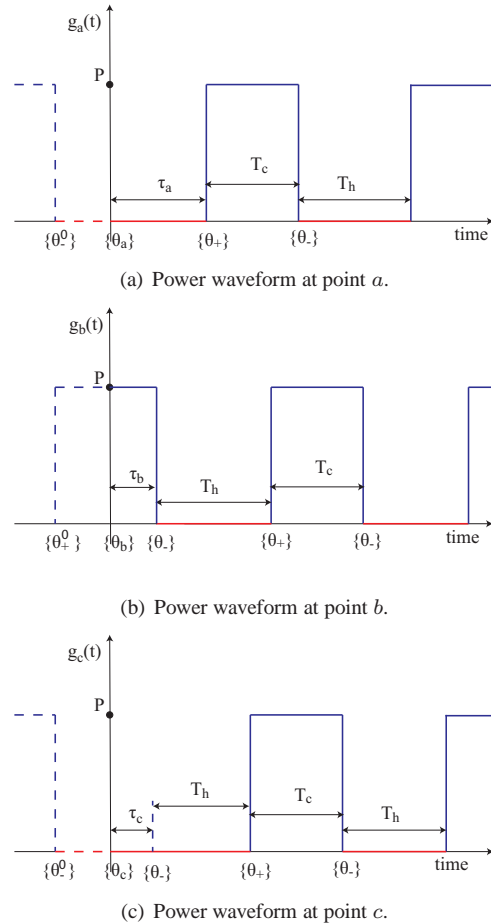 g_a(t)
P
τ_a
T_c
T_h
{θ_-^0} {θ_a} {θ_+} {θ_-} time
(a) Power waveform at point a.
g_b(t)
P
τ_b
T_h
T_c
{θ_+^0} {θ_b} {θ_-} {θ_+} {θ_-} time
(b) Power waveform at point b.
g_c(t)
P
τ_c
T_h
T_c
T_h
{θ_-^0} {θ_c} {θ_-} {θ_+} {θ_-} time
(c) Power waveform at point c.